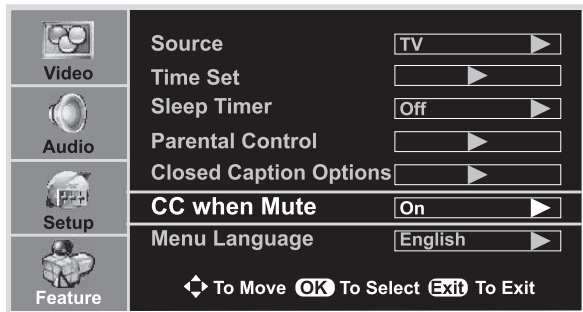 Video
Audio
Setup
Feature
Source TV
Time Set
Sleep Timer Off
Parental Control
Closed Caption Options
CC when Mute On
Menu Language English
To Move OK To Select Exit To Exit